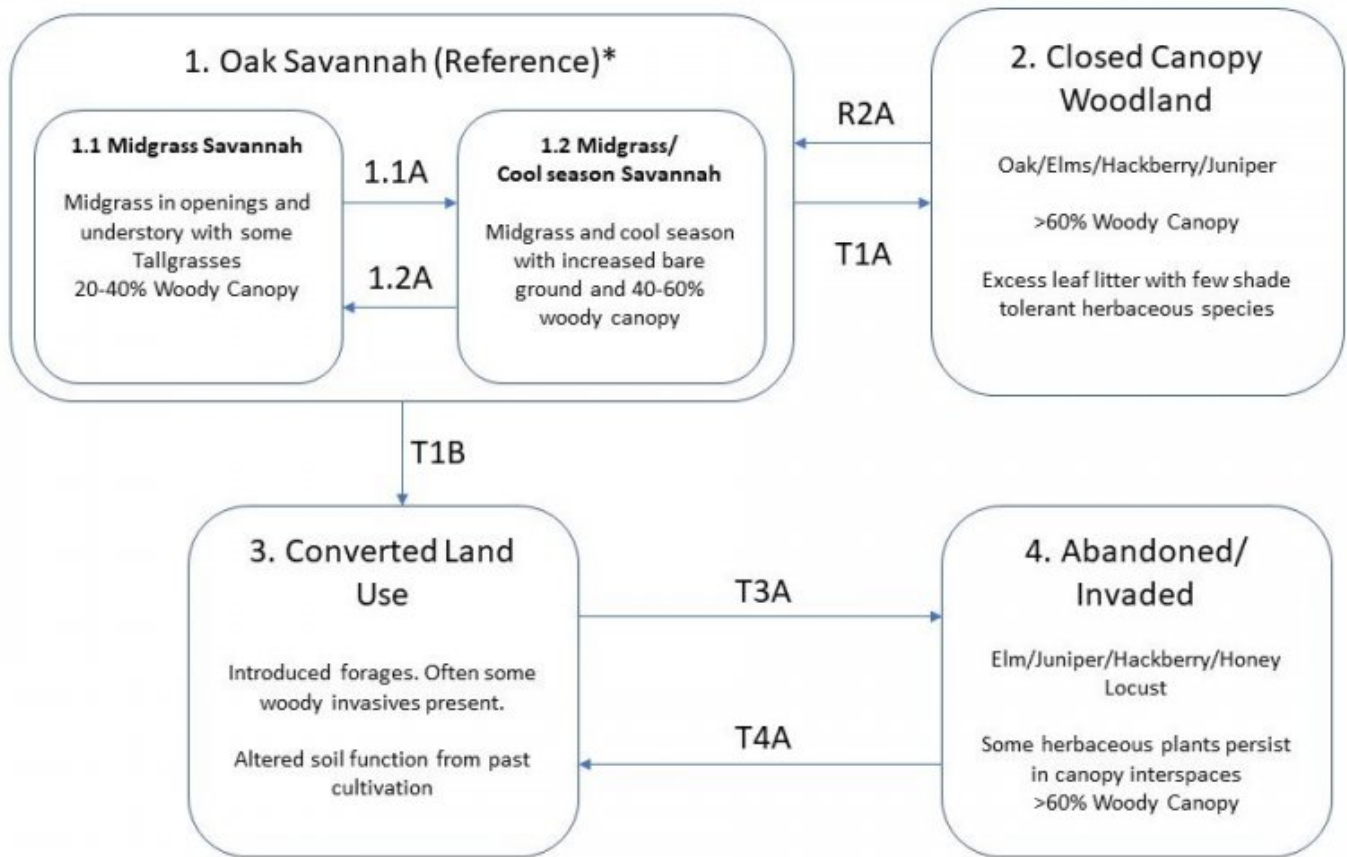 1. Oak Savannah (Reference)*
1.1 Midgrass Savannah
Midgrass in openings and
understory with some
Tallgrasses
20-40% Woody Canopy
1.1A
1.2A
1.2 Midgrass/
Cool season Savannah
Midgrass and cool season
with increased bare
ground and 40-60%
woody canopy
R2A
T1A
2. Closed Canopy
Woodland
Oak/Elms/Hackberry/Juniper
>60% Woody Canopy
Excess leaf litter with few shade
tolerant herbaceous species
T1B
3. Converted Land
Use
Introduced forages. Often some
woody invasives present.
Altered soil function from past
cultivation
T3A
T4A
4. Abandoned/
Invaded
Elm/Juniper/Hackberry/Honey
Locust
Some herbaceous plants persist
in canopy interspaces
>60% Woody Canopy